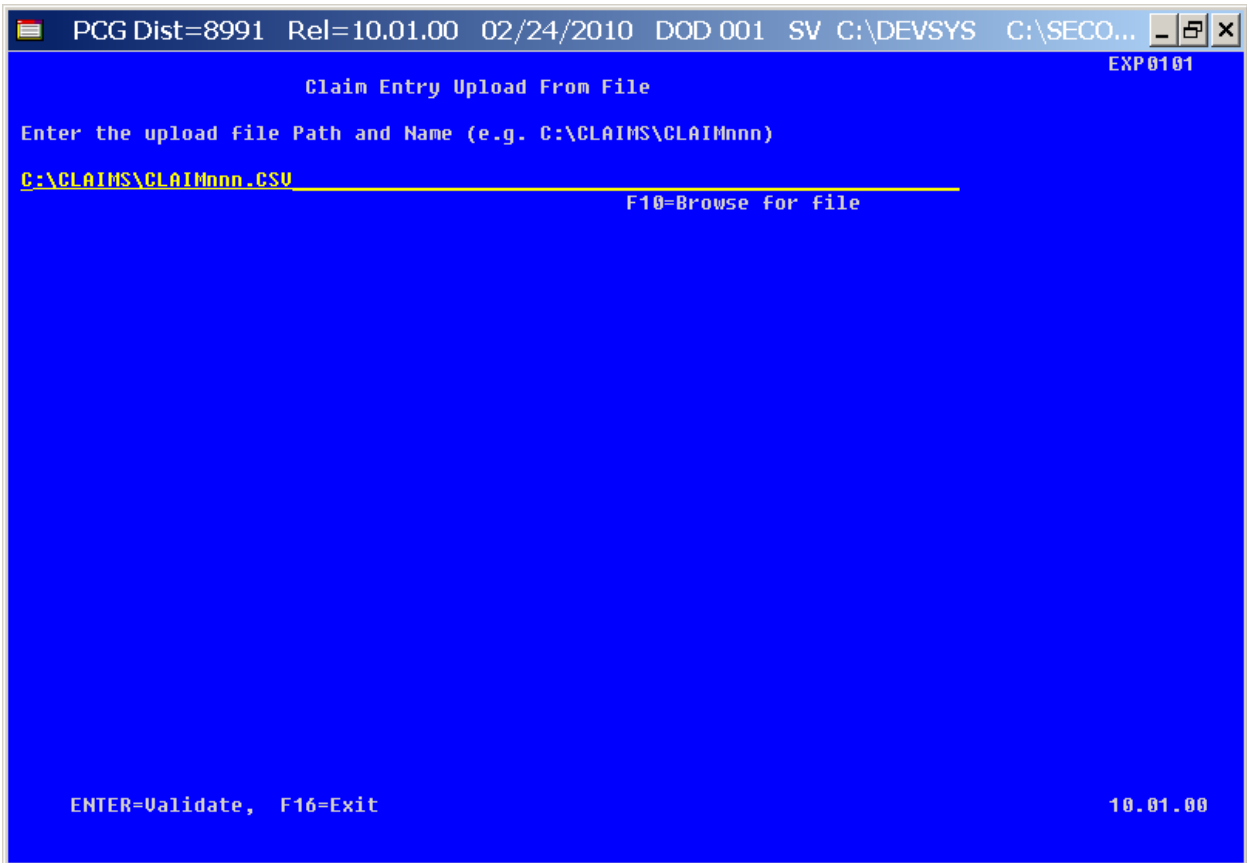 PCG Dist=8991 Rel=10.01.00 02/24/2010 DOD 001 SV C:\DEVSYS C:\SECO...
EXP0101
Claim Entry Upload From File
Enter the upload file Path and Name (e.g. C:\CLAIMS\CLAIMnnn)
C:\CLAIMS\CLAIMnnn.CSV
F10=Browse for file
ENTER=Validate, F16=Exit 10.01.00